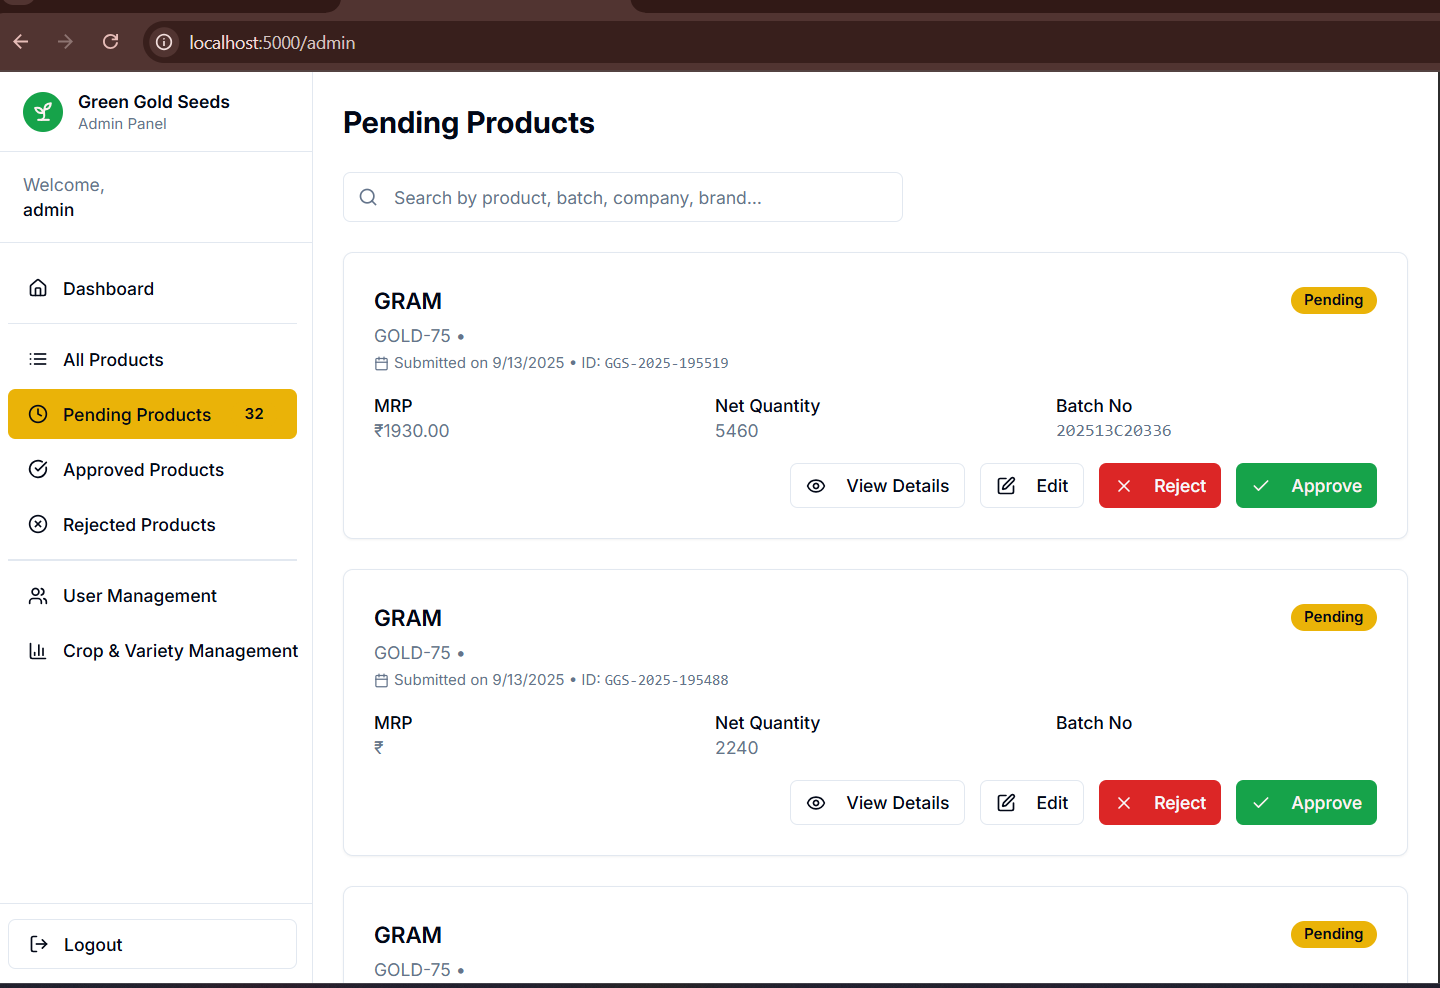 localhost:5000/admin
Green Gold Seeds
Admin Panel
Welcome,
admin
Dashboard
All Products
Pending Products 32
Approved Products
Rejected Products
User Management
Crop & Variety Management
Logout
Pending Products
Search by product, batch, company, brand...
GRAM
Pending
GOLD-75 •
Submitted on 9/13/2025 • ID: GGS-2025-195519
MRP Net Quantity Batch No
₹1930.00 5460 202513C20336
View Details Edit Reject Approve
GRAM
Pending
GOLD-75 •
Submitted on 9/13/2025 • ID: GGS-2025-195488
MRP Net Quantity Batch No
₹ 2240
View Details Edit Reject Approve
GRAM
Pending
GOLD-75 •